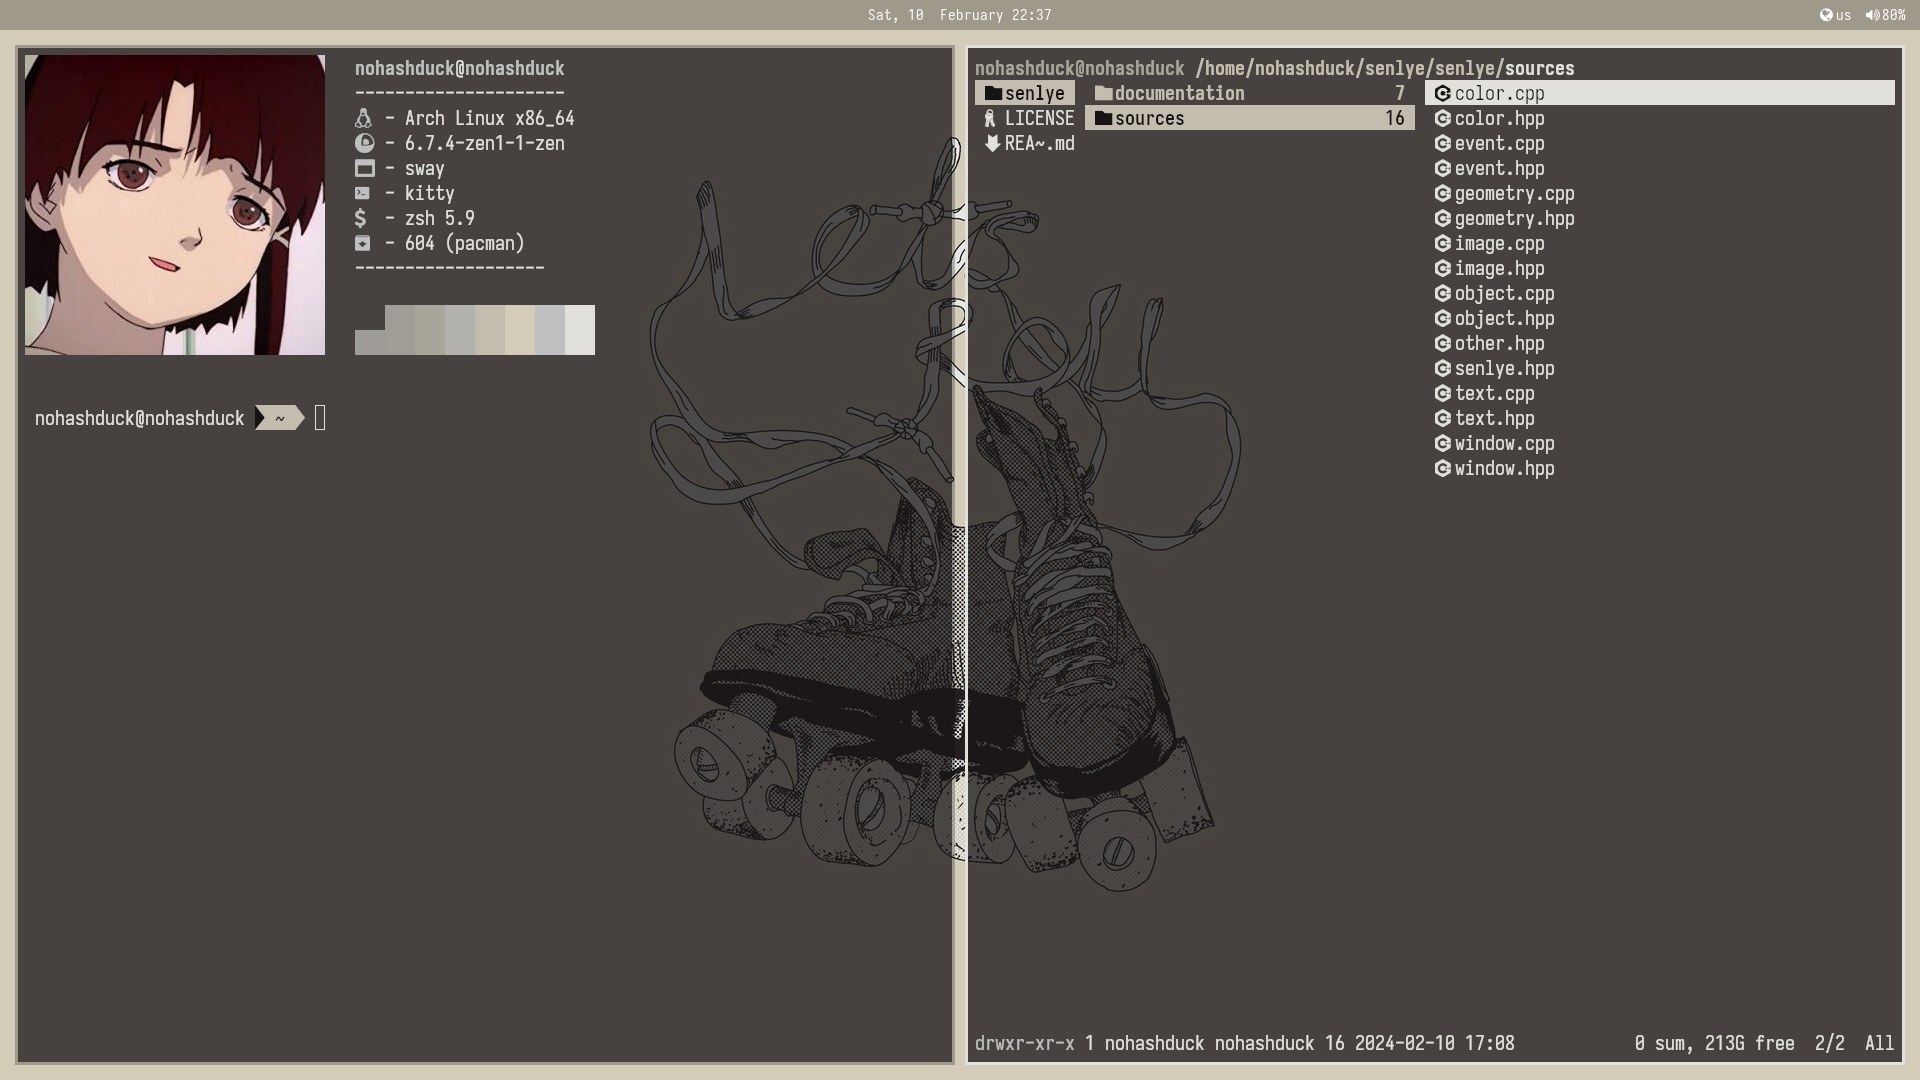 Sat, 10 February 22:37
us 80%
nohashduck@nohashduck
---------------------
- Arch Linux x86_64
- 6.7.4-zen1-1-zen
- sway
- kitty
$ - zsh 5.9
- 604 (pacman)
-------------------
nohashduck@nohashduck ~
nohashduck@nohashduck /home/nohashduck/senlye/senlye/sources
senlye
LICENSE
REA~.md
documentation 7
sources 16
color.cpp
color.hpp
event.cpp
event.hpp
geometry.cpp
geometry.hpp
image.cpp
image.hpp
object.cpp
object.hpp
other.hpp
senlye.hpp
text.cpp
text.hpp
window.cpp
window.hpp
drwxr-xr-x 1 nohashduck nohashduck 16 2024-02-10 17:08 0 sum, 213G free 2/2 All